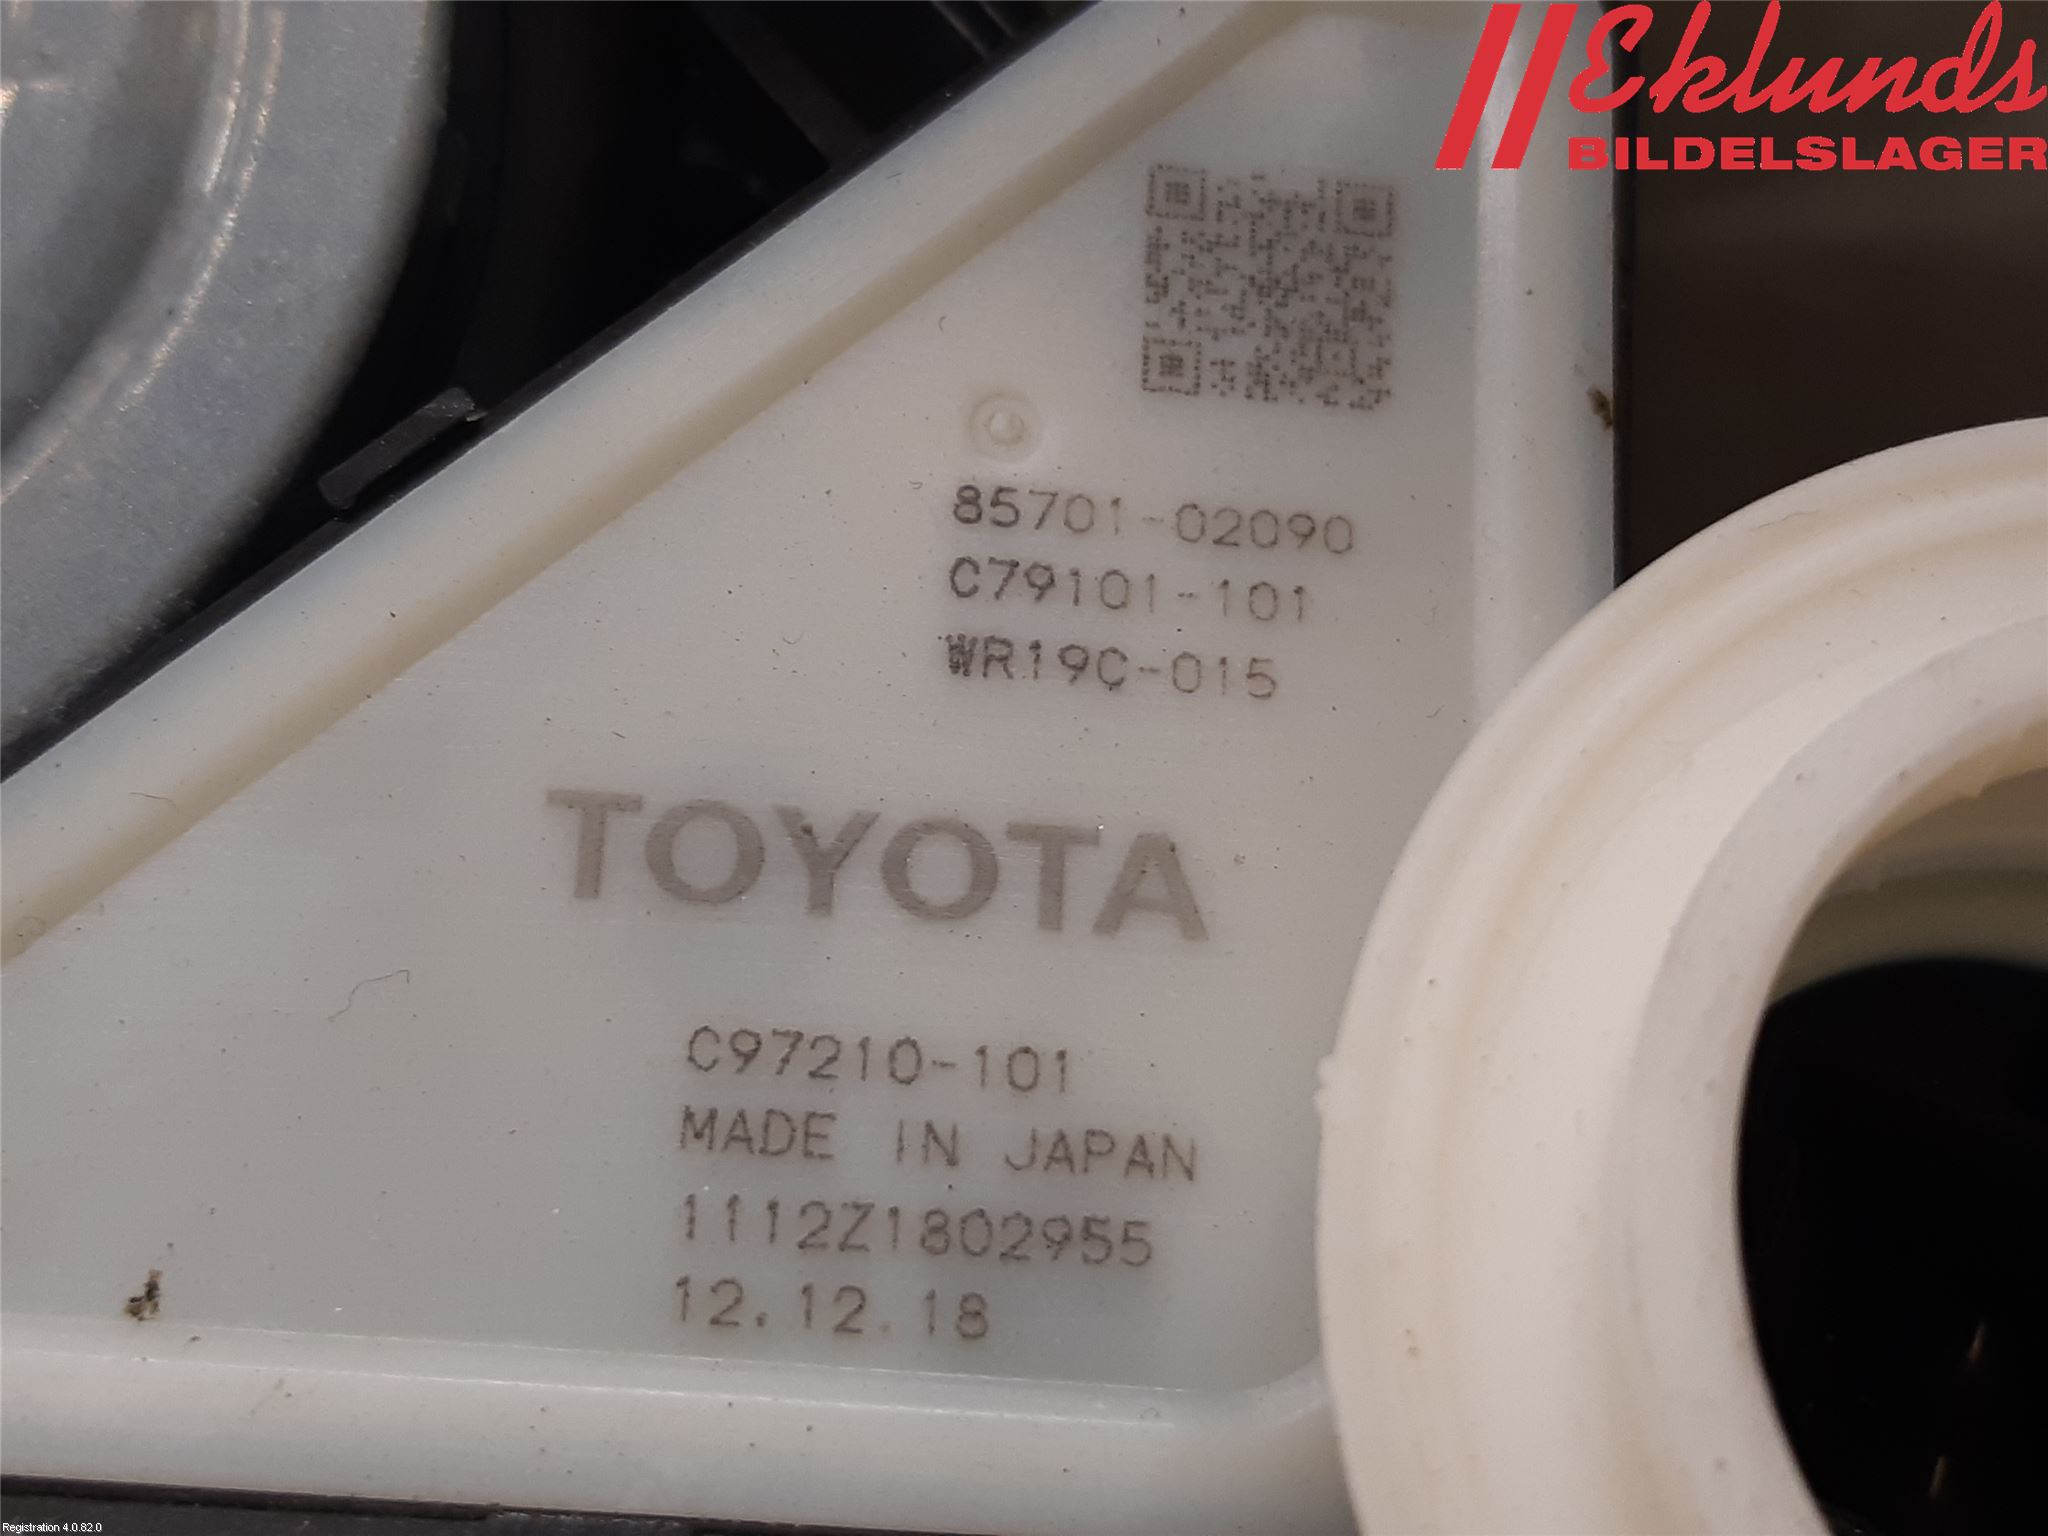 Eklunds
BILDELSLAGER
85701-02090
C79101-101
WR19C-015
TOYOTA
C97210-101
MADE IN JAPAN
1112Z1802955
12.12.18
Registration 4.0.82.0